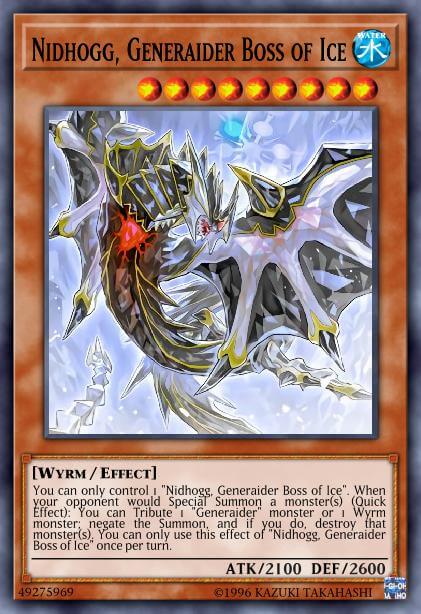 Nidhogg, Generaider Boss of Ice
WATER
水
[Wyrm / Effect]
You can only control 1 "Nidhogg, Generaider Boss of Ice". When
your opponent would Special Summon a monster(s) (Quick
Effect): You can Tribute 1 "Generaider" monster or 1 Wyrm
monster; negate the Summon, and if you do, destroy that
monster(s). You can only use this effect of "Nidhogg, Generaider
Boss of Ice" once per turn.
ATK/2100 DEF/2600
49275969
©1996 KAZUKI TAKAHASHI